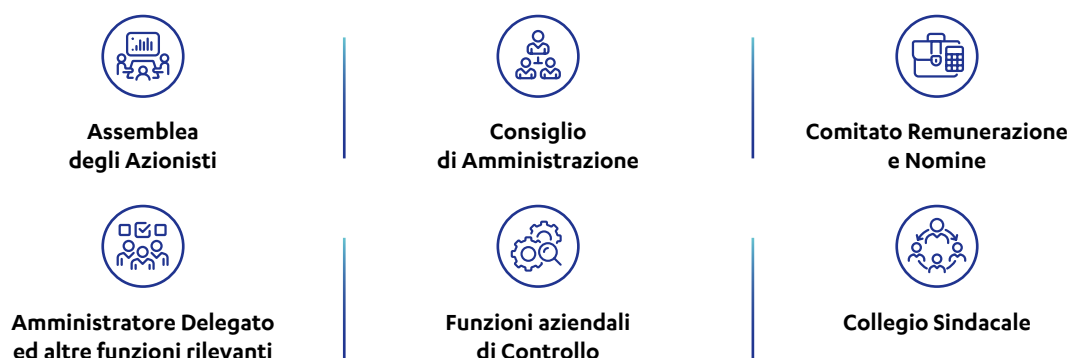 Assemblea
degli Azionisti
Consiglio
di Amministrazione
Comitato Remunerazione
e Nomine
Amministratore Delegato
ed altre funzioni rilevanti
Funzioni aziendali
di Controllo
Collegio Sindacale